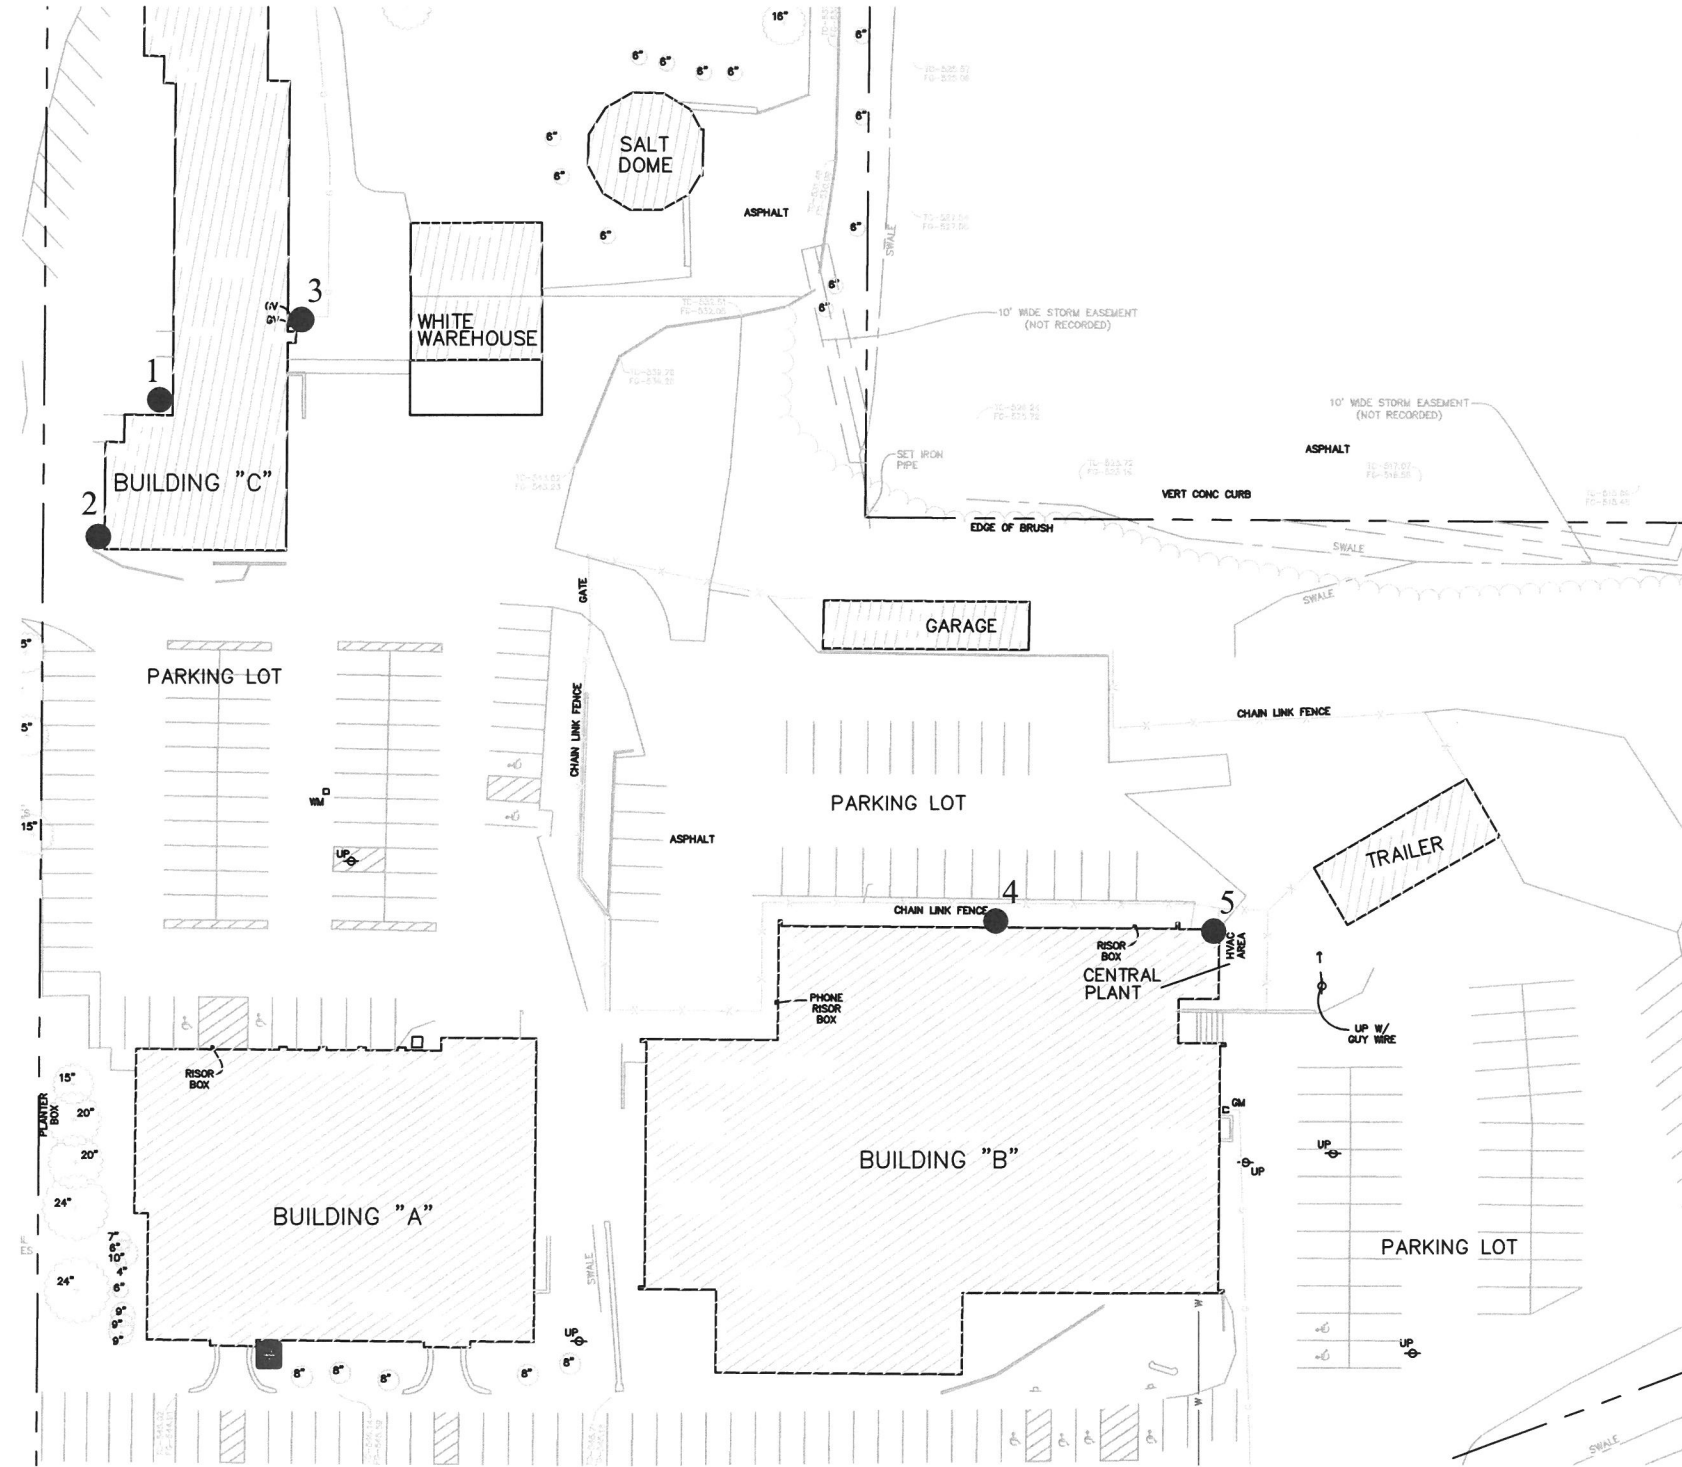 16"
6"
6"
6"
6"
6"
6"
SALT
DOME
6"
6"
6"
ASPHALT
6"
6"
SWALE
6"
6"
3
GV
10' WIDE STORM EASEMENT
(NOT RECORDED)
WHITE
WAREHOUSE
1
10' WIDE STORM EASEMENT
(NOT RECORDED)
ASPHALT
SET IRON
PIPE
BUILDING "C"
2
VERT CONC CURB
EDGE OF BRUSH
SWALE
SWALE
GATE
GARAGE
5"
PARKING LOT
CHAIN LINK FENCE
CHAIN LINK FENCE
5"
WM
PARKING LOT
15"
ASPHALT
UP
TRAILER
4
5
CHAIN LINK FENCE
RISOR
BOX
HVAC
AREA
CENTRAL
PLANT
PHONE
RISOR
BOX
UP W/
GUY WIRE
RISOR
BOX
15"
PLANTER
BOX
20"
GM
20"
UP
UP
BUILDING "B"
24"
BUILDING "A"
7"
6"
10"
4"
6"
PARKING LOT
24"
SWALE
9"
9"
9"
W
UP
UP
8"
8"
8"
8"
8"
W
SWALE